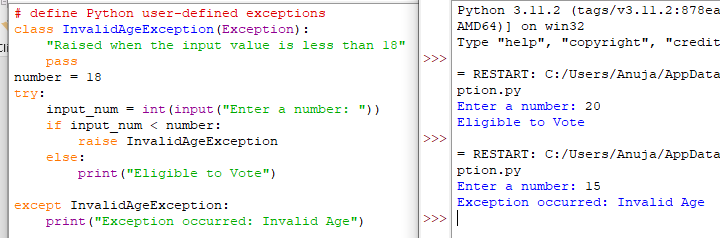 # define Python user-defined exceptions
class InvalidAgeException(Exception):
    "Raised when the input value is less than 18"
    pass
number = 18
try:
    input_num = int(input("Enter a number: "))
    if input_num < number:
        raise InvalidAgeException
    else:
        print("Eligible to Vote")

except InvalidAgeException:
    print("Exception occurred: Invalid Age")
Python 3.11.2 (tags/v3.11.2:878ea
AMD64)] on win32
Type "help", "copyright", "credit
>>>
= RESTART: C:/Users/Anuja/AppData
ption.py
Enter a number: 20
Eligible to Vote
>>>
= RESTART: C:/Users/Anuja/AppData
ption.py
Enter a number: 15
Exception occurred: Invalid Age
>>>